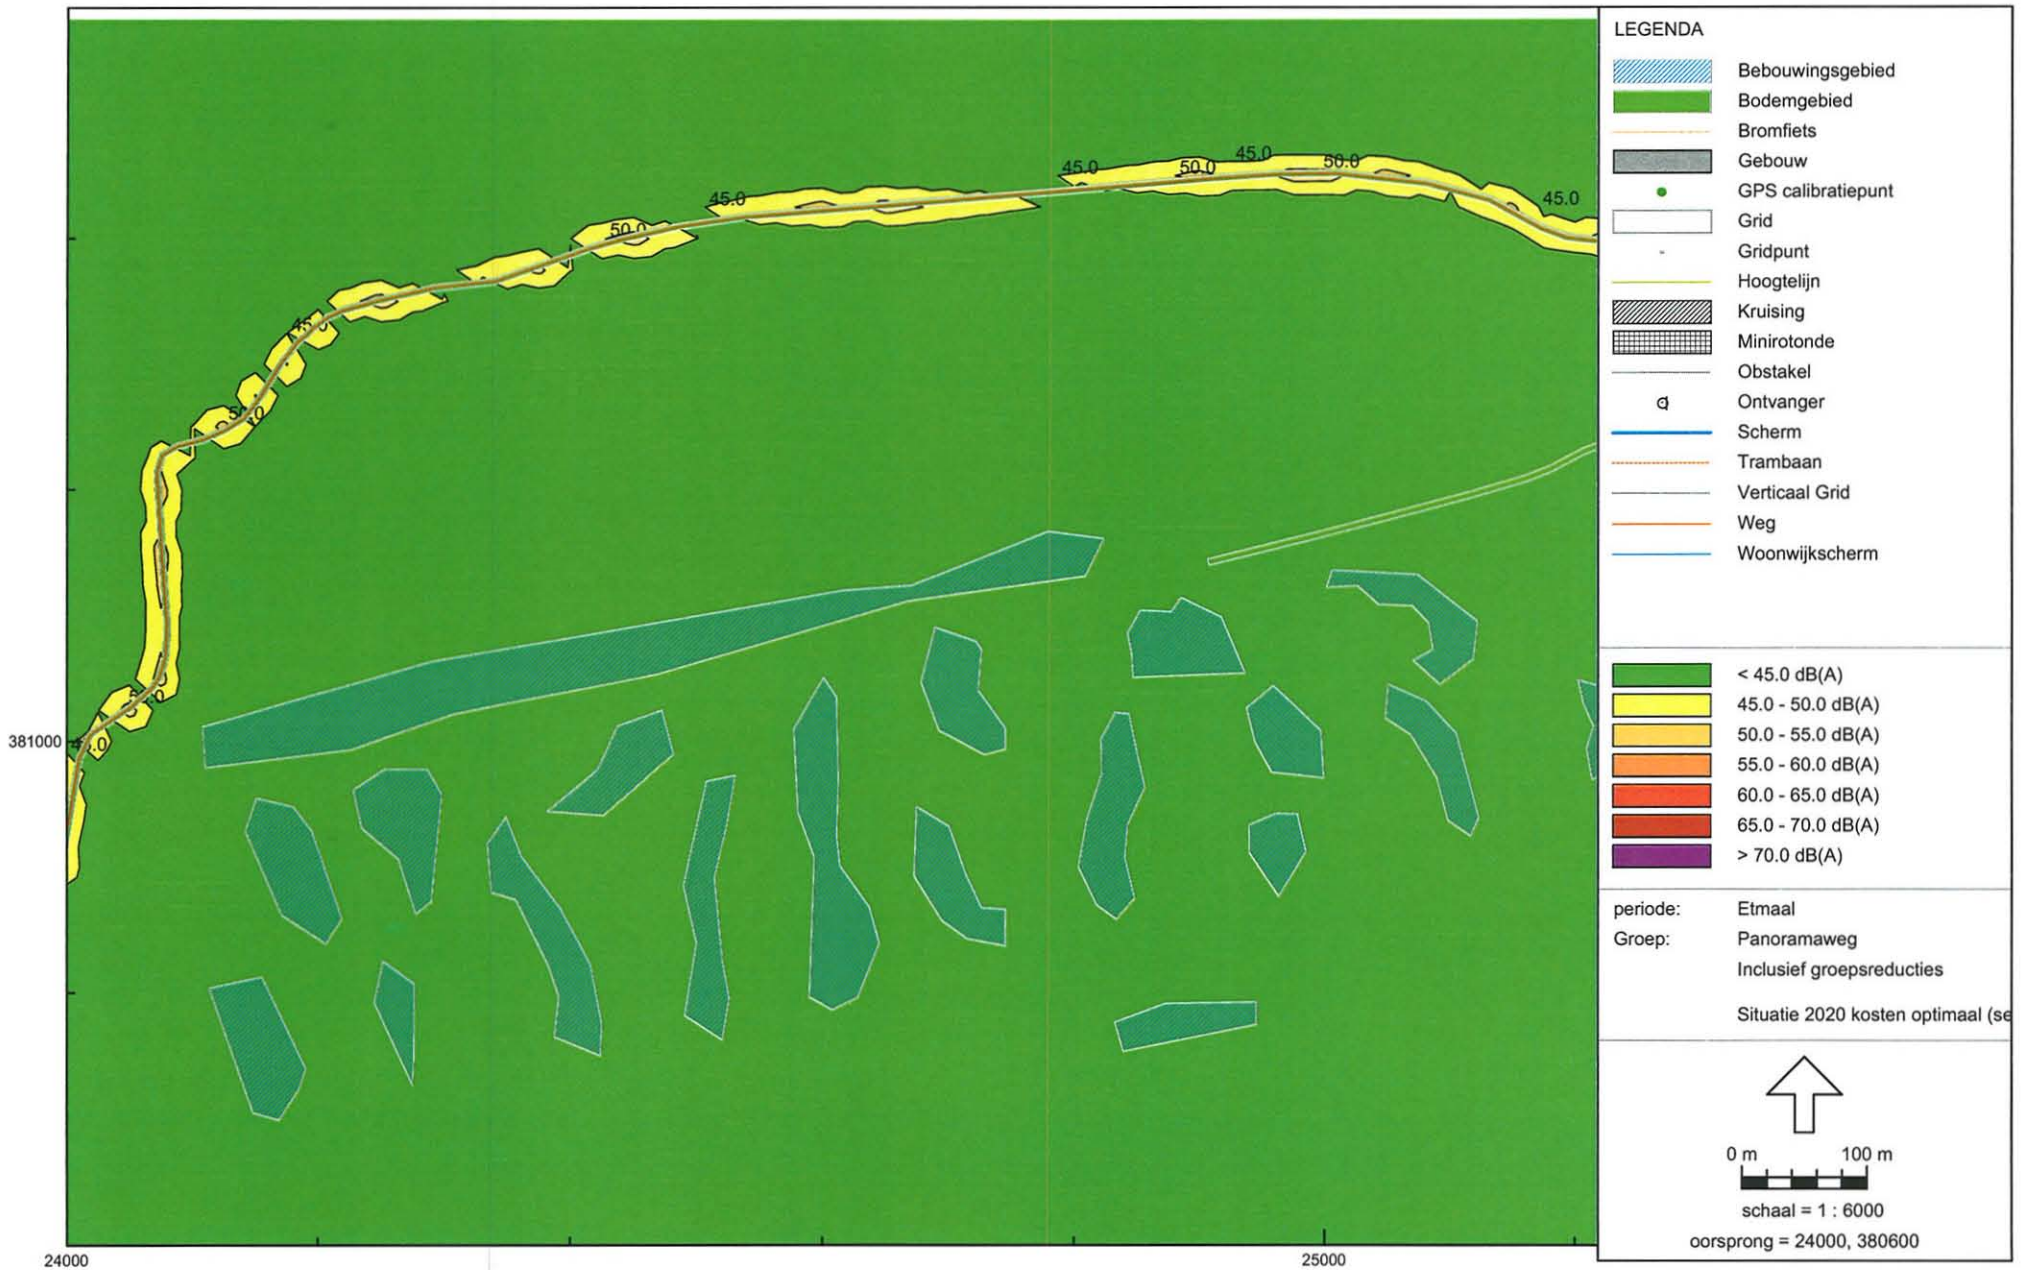 45.0
50.0
45.0
50.0
45.0
45.0
50.0
45.0
50.0
381000
24000
25000
LEGENDA
Bebouwingsgebied
Bodemgebied
Bromfiets
Gebouw
GPS calibratiepunt
Grid
Gridpunt
Hoogtelijn
Kruising
Minirotonde
Obstakel
Ontvanger
Scherm
Trambaan
Verticaal Grid
Weg
Woonwijkscherm
< 45.0 dB(A)
45.0 - 50.0 dB(A)
50.0 - 55.0 dB(A)
55.0 - 60.0 dB(A)
60.0 - 65.0 dB(A)
65.0 - 70.0 dB(A)
> 70.0 dB(A)
periode: Etmaal
Groep: Panoramaweg
Inclusief groepsreducties
Situatie 2020 kosten optimaal (se
0 m 100 m
schaal = 1 : 6000
oorsprong = 24000, 380600